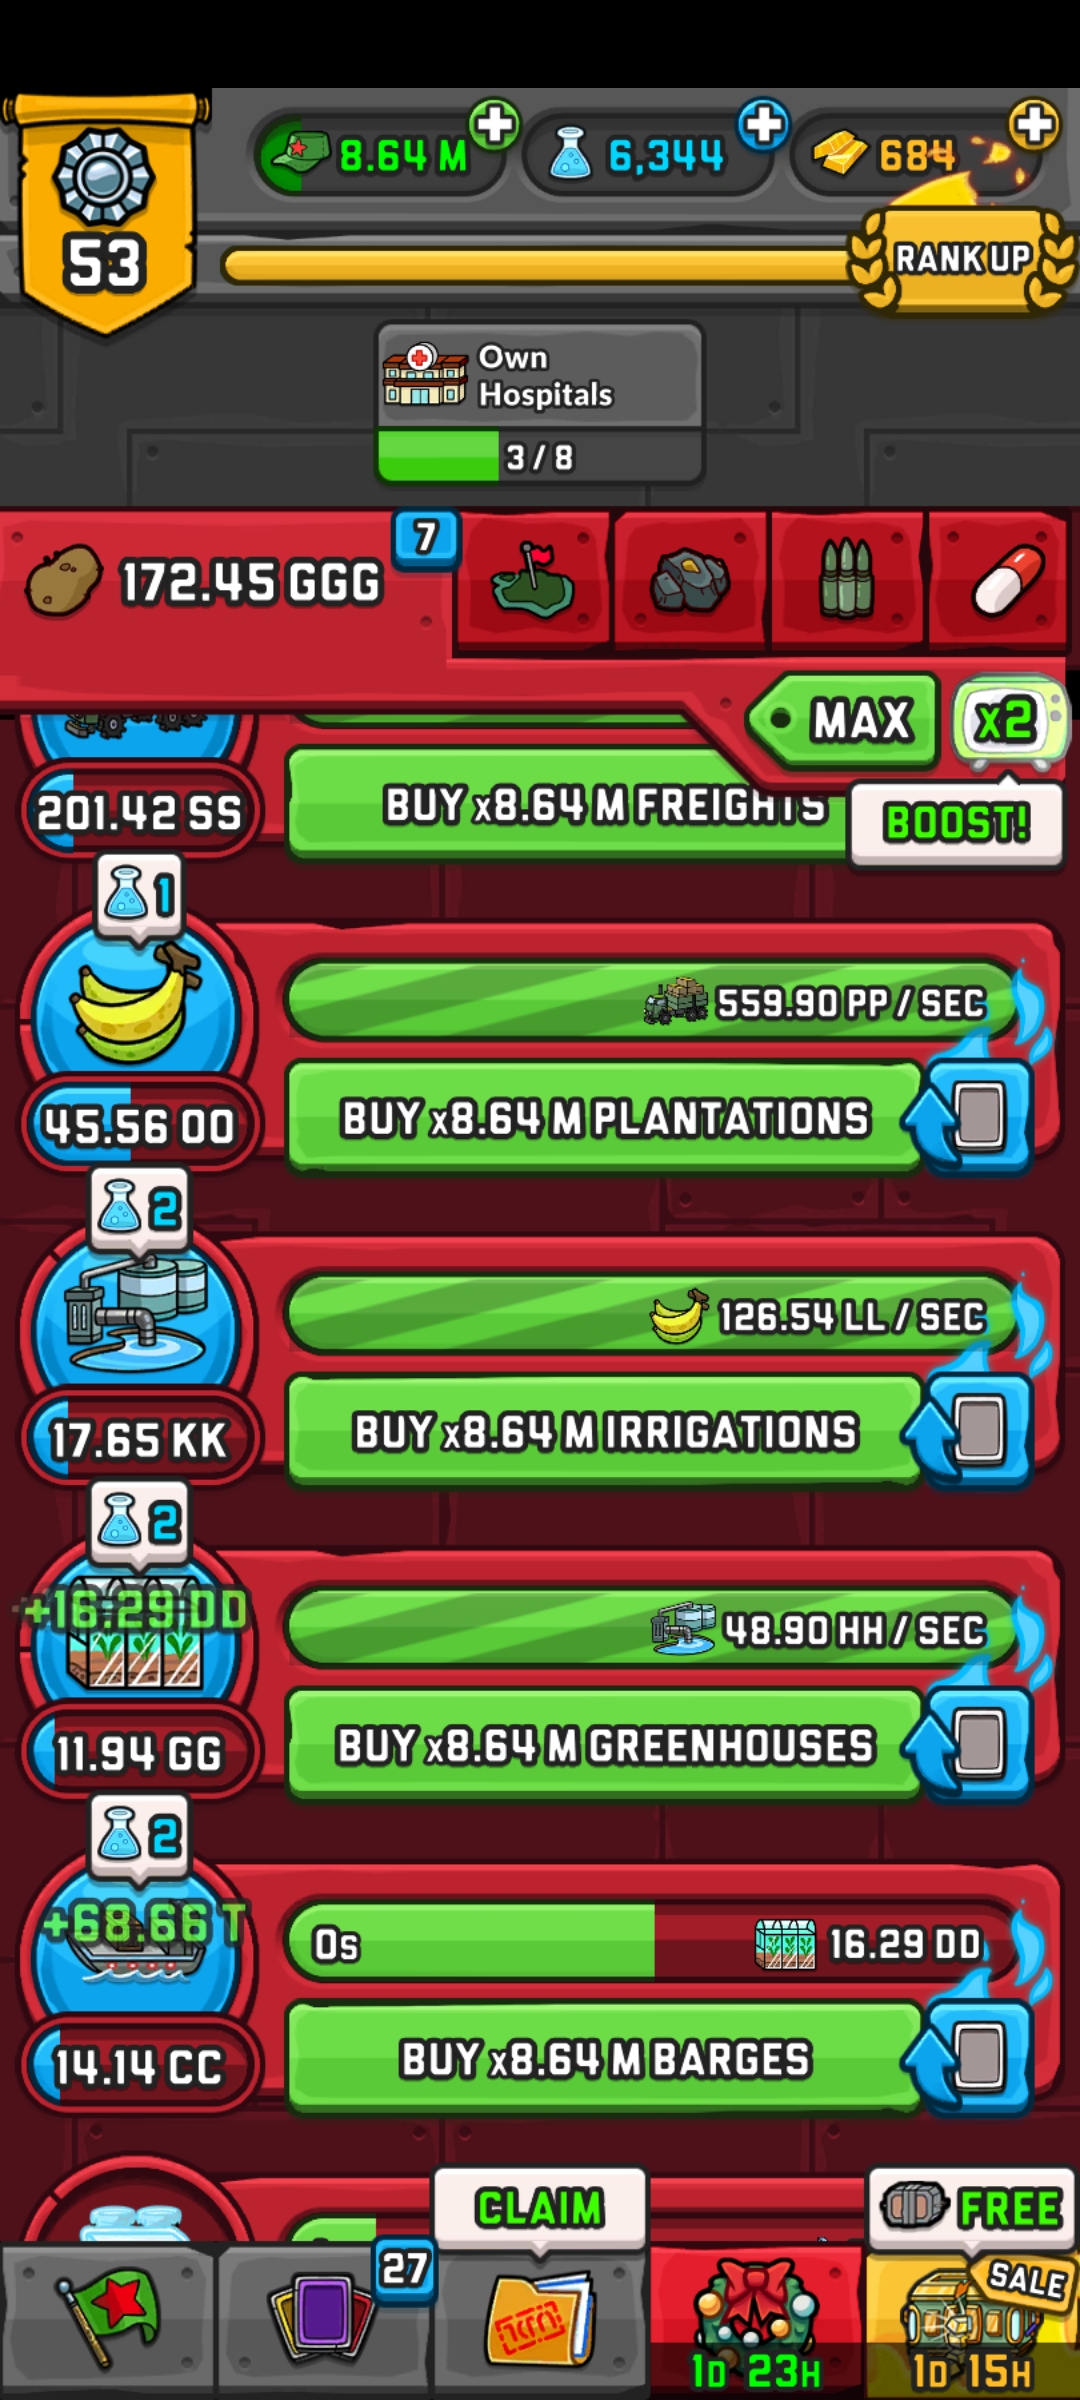 53
8.64 M
6,344
684
RANK UP
Own
Hospitals
3 / 8
172.45 GGG
7
MAX
x2
BOOST!
201.42 SS
BUY x8.64 M FREIGHTS
1
559.90 PP / SEC
45.56 OO
BUY x8.64 M PLANTATIONS
2
126.54 LL / SEC
17.65 KK
BUY x8.64 M IRRIGATIONS
2
+16.29 DD
48.90 HH / SEC
11.94 GG
BUY x8.64 M GREENHOUSES
2
+68.66 T
0s
16.29 DD
14.14 CC
BUY x8.64 M BARGES
CLAIM
FREE
27
SALE
1D 23H
1D 15H